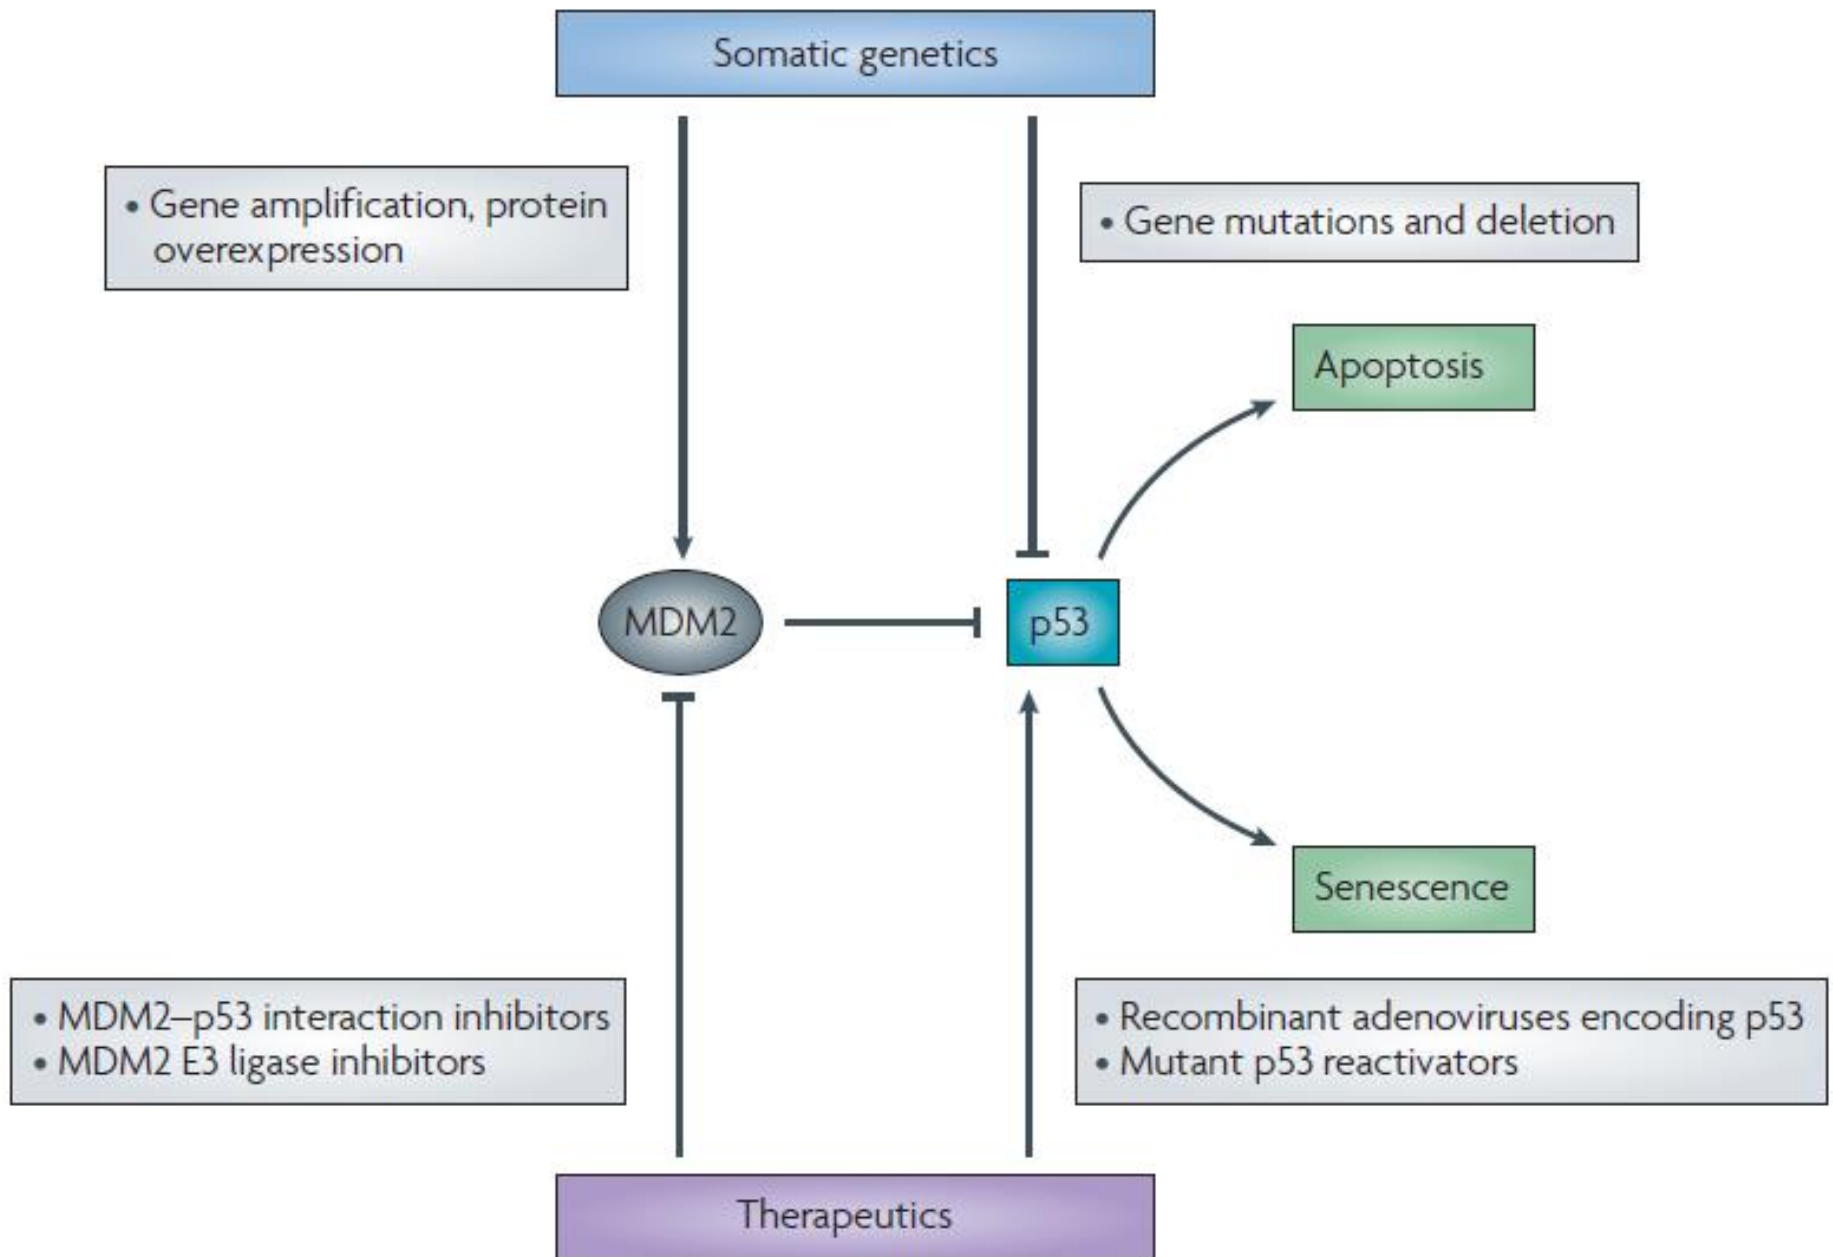 Somatic genetics
• Gene amplification, protein
overexpression
• Gene mutations and deletion
Apoptosis
MDM2
p53
Senescence
• MDM2–p53 interaction inhibitors
• MDM2 E3 ligase inhibitors
• Recombinant adenoviruses encoding p53
• Mutant p53 reactivators
Therapeutics